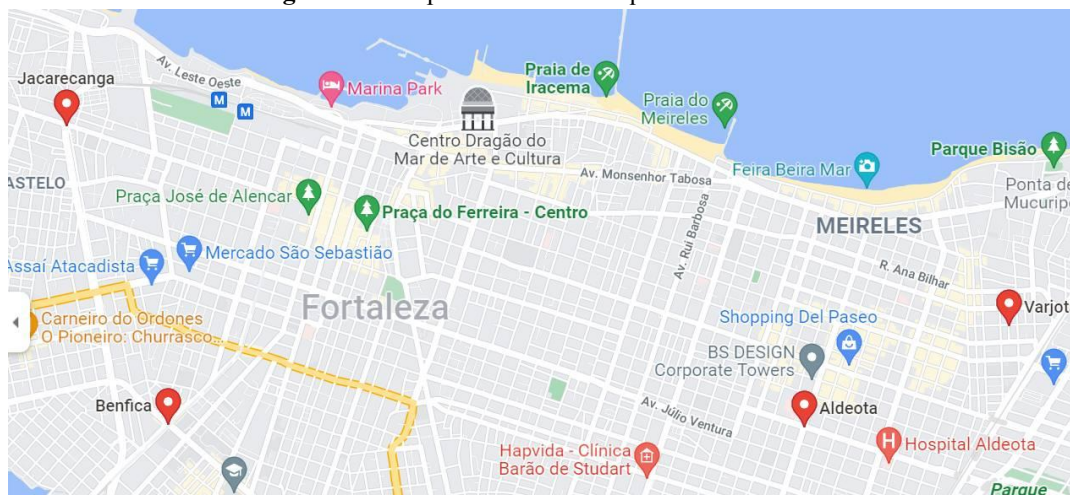 Jacarecanga
Av. Leste Oeste
M
M
Marina Park
Praia de
Iracema
Praia do
Meireles
Centro Dragão do
Mar de Arte e Cultura
Parque Bisão
Feira Beira Mar
Av. Monsenhor Tabosa
Ponta de
Mucurip
ASTELO
Praça José de Alencar
Praça do Ferreira - Centro
MEIRELES
Av. Rui Barbosa
Mercado São Sebastião
Assaí Atacadista
R. Ana Bilhar
Fortaleza
Varjot
Carneiro do Ordones
O Pioneiro: Churrasco...
Shopping Del Paseo
BS DESIGN
Corporate Towers
Benfica
Av. Júlio Ventura
Aldeota
Hapvida - Clínica
Barão de Studart
H
Hospital Aldeota
Parque